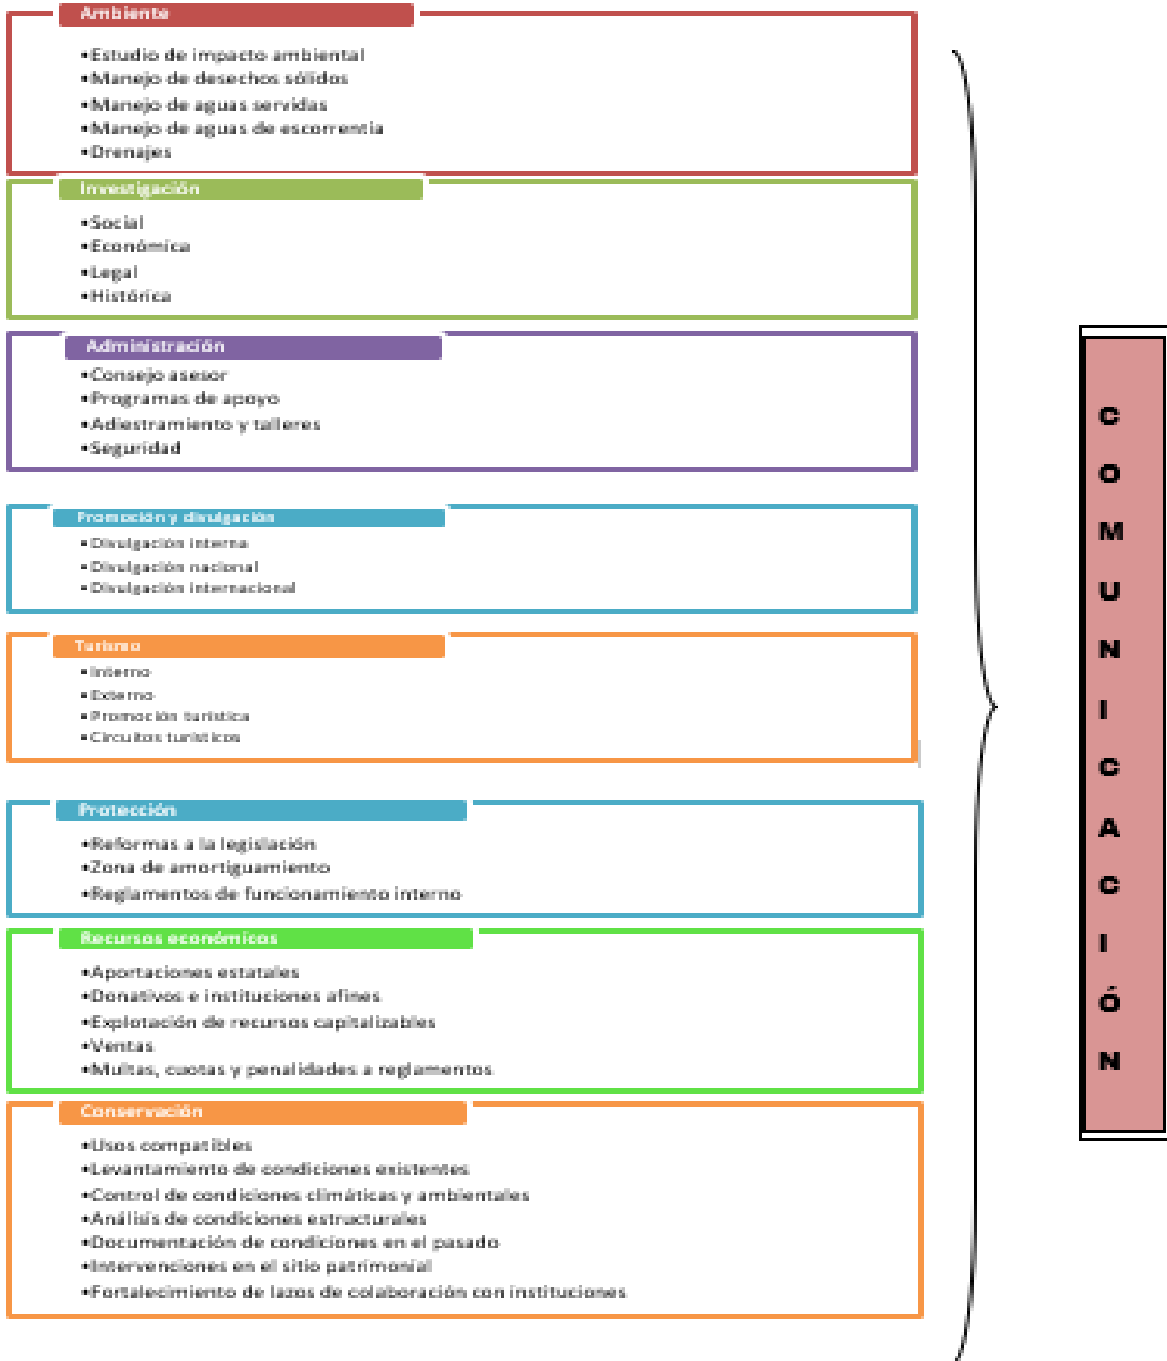 Ambiente
•Estudio de impacto ambiental
•Manejo de desechos sólidos
•Manejo de aguas servidas
•Manejo de aguas de escorrentia
•Drenajes
Investigación
•Social
•Económica
•Legal
•Histórica
Administración
•Consejo asesor
•Programas de apoyo
•Adiestramiento y talleres
•Seguridad
Promoción y divulgación
•Divulgación interna
•Divulgación nacional
•Divulgación internacional
Turismo
•Interno
•Externo
•Promoción turística
•Circuitos turísticos
Protección
•Reformas a la legislación
•Zona de amortiguamiento
•Reglamentos de funcionamiento interno
Recursos económicos
•Aportaciones estatales
•Donativos e instituciones afines
•Explotación de recursos capitalizables
•Ventas
•Multas, cuotas y penalidades a reglamentos
Conservación
•Usos compatibles
•Levantamiento de condiciones existentes
•Control de condiciones climáticas y ambientales
•Análisis de condiciones estructurales
•Documentación de condiciones en el pasado
•Intervenciones en el sitio patrimonial
•Fortalecimiento de lazos de colaboración con instituciones
COMUNICACIÓN